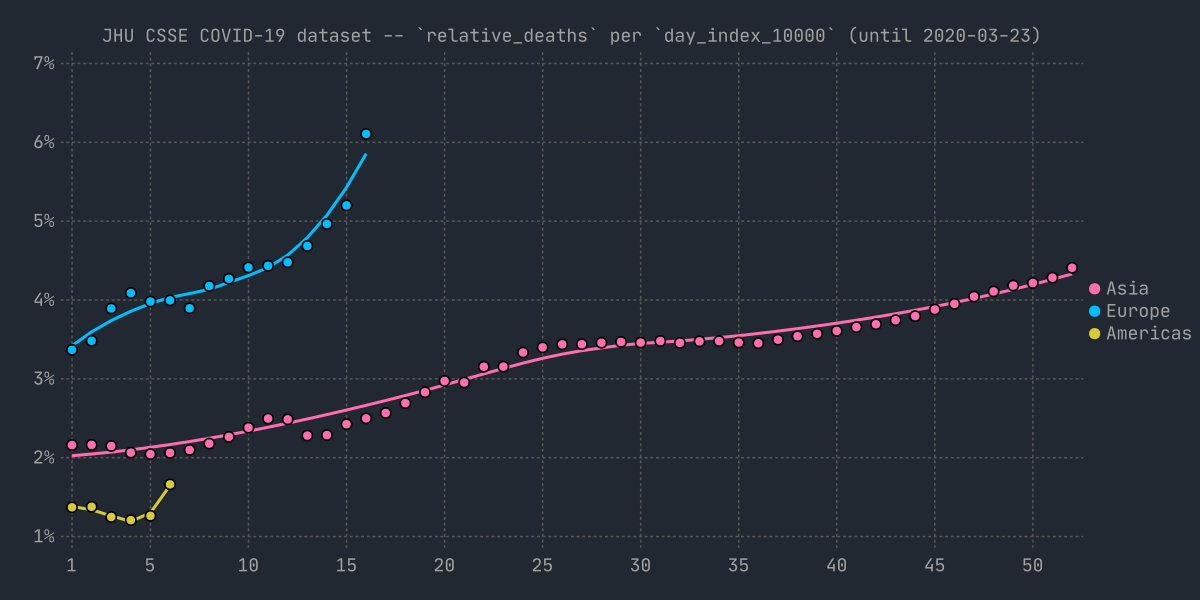 JHU CSSE COVID-19 dataset -- `relative_deaths` per `day_index_10000` (until 2020-03-23)
7%
6%
5%
4%
3%
2%
1%
1 5 10 15 20 25 30 35 40 45 50
Asia
Europe
Americas